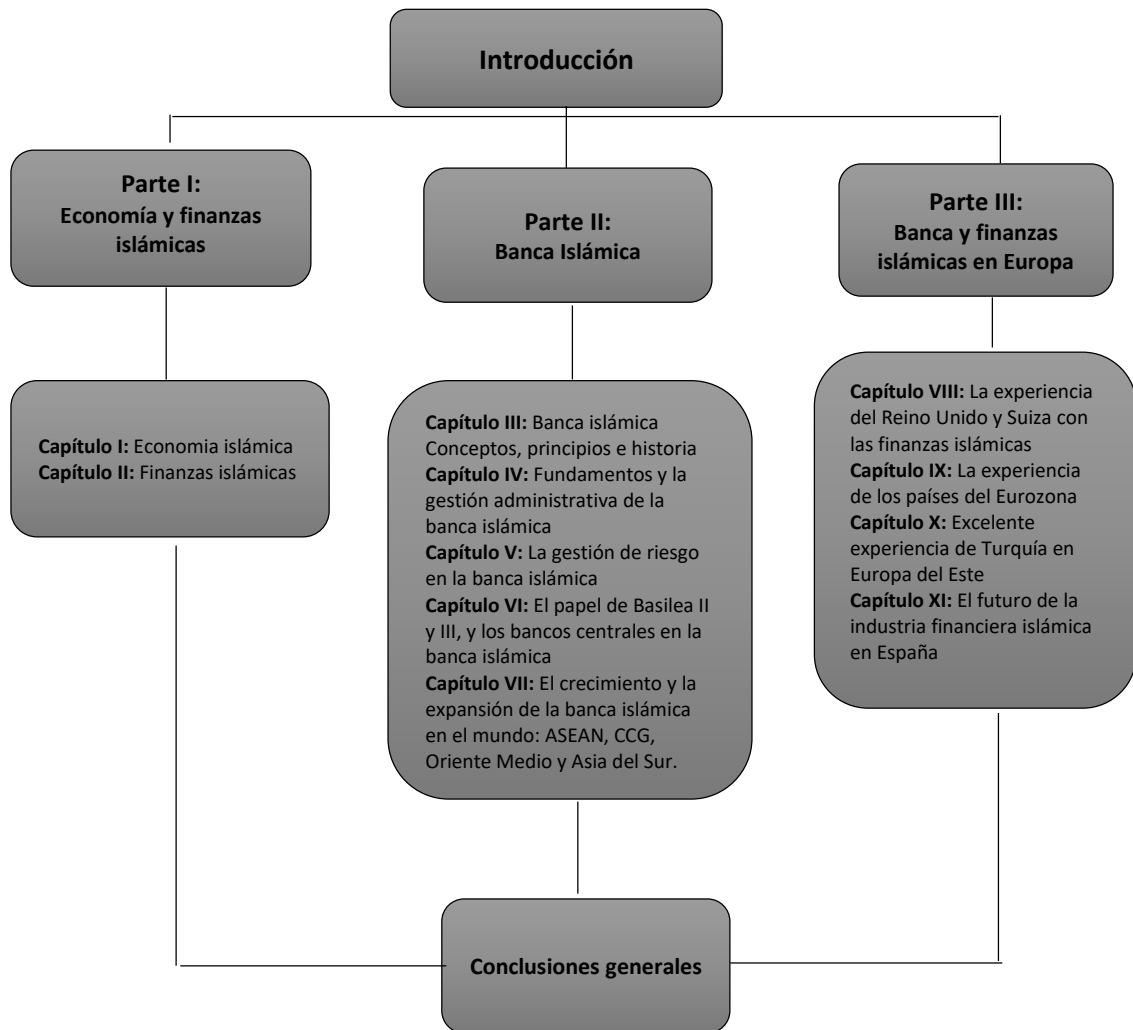 Introducción
Parte I:
Economía y finanzas
islámicas
Parte II:
Banca Islámica
Parte III:
Banca y finanzas
islámicas en Europa
Capítulo I: Economia islámica
Capítulo II: Finanzas islámicas
Capítulo III: Banca islámica
Conceptos, principios e historia
Capítulo IV: Fundamentos y la
gestión administrativa de la
banca islámica
Capítulo V: La gestión de riesgo
en la banca islámica
Capítulo VI: El papel de Basilea II
y III, y los bancos centrales en la
banca islámica
Capítulo VII: El crecimiento y la
expansión de la banca islámica
en el mundo: ASEAN, CCG,
Oriente Medio y Asia del Sur.
Capítulo VIII: La experiencia
del Reino Unido y Suiza con
las finanzas islámicas
Capítulo IX: La experiencia
de los países del Eurozona
Capítulo X: Excelente
experiencia de Turquía en
Europa del Este
Capítulo XI: El futuro de la
industria financiera islámica
en España
Conclusiones generales